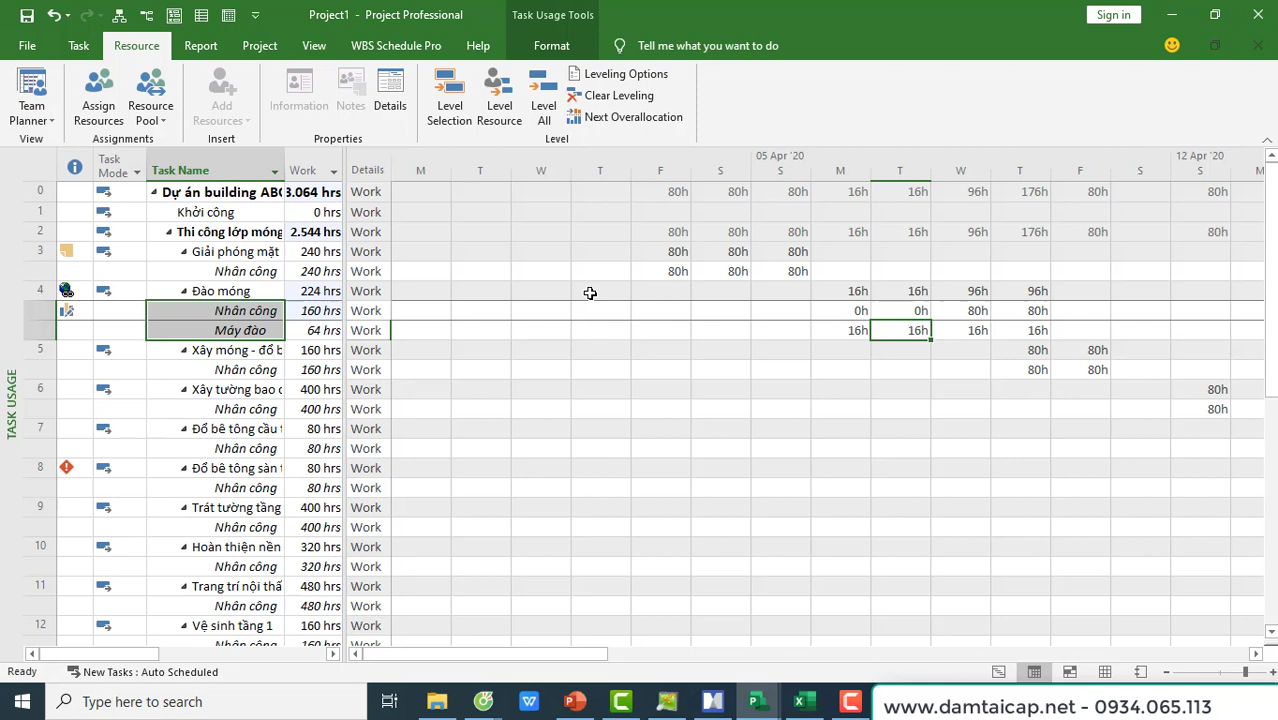 Project1 - Project Professional
Task Usage Tools
Sign in
File Task Resource Report Project View WBS Schedule Pro Help Format Tell me what you want to do
Team Planner
Assign Resources
Resource Pool
Add Resources
Information
Notes
Details
Level Selection
Level Resource
Level All
Leveling Options
Clear Leveling
Next Overallocation
View Assignments Insert Properties Level
05 Apr '20 12 Apr '20
Task Mode Task Name Work Details M T W T F S S M T W T F S S M
0 Dự án building ABC 3.064 hrs Work 80h 80h 80h 16h 16h 96h 176h 80h 80h
1 Khởi công 0 hrs Work
2 Thi công lớp móng 2.544 hrs Work 80h 80h 80h 16h 16h 96h 176h 80h 80h
3 Giải phóng mặt 240 hrs Work 80h 80h 80h
Nhân công 240 hrs Work 80h 80h 80h
4 Đào móng 224 hrs Work 16h 16h 96h 96h
Nhân công 160 hrs Work 0h 0h 80h 80h
Máy đào 64 hrs Work 16h 16h 16h 16h
5 Xây móng - đổ b 160 hrs Work 80h 80h
Nhân công 160 hrs Work 80h 80h
6 Xây tường bao 400 hrs Work 80h
Nhân công 400 hrs Work 80h
7 Đổ bê tông cầu 80 hrs Work
Nhân công 80 hrs Work
8 Đổ bê tông sàn 80 hrs Work
Nhân công 80 hrs Work
9 Trát tường tầng 400 hrs Work
Nhân công 400 hrs Work
10 Hoàn thiện nền 320 hrs Work
Nhân công 320 hrs Work
11 Trang trí nội thấ 480 hrs Work
Nhân công 480 hrs Work
12 Vệ sinh tầng 1 160 hrs Work
Nhân công 160 hrs Work
TASK USAGE
Ready New Tasks : Auto Scheduled
Type here to search
www.damtaicap.net - 0934.065.113